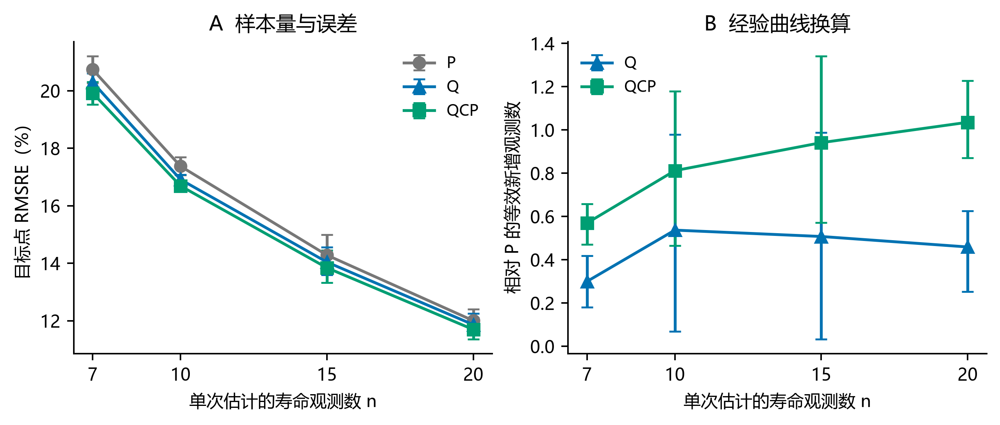 A 样本量与误差
目标点 RMSRE (%)
20
18
16
14
12
P
Q
QCP
7
10
15
20
单次估计的寿命观测数 n
B 经验曲线换算
相对 P 的等效新增观测数
1.4
1.2
1.0
0.8
0.6
0.4
0.2
0.0
Q
QCP
7
10
15
20
单次估计的寿命观测数 n